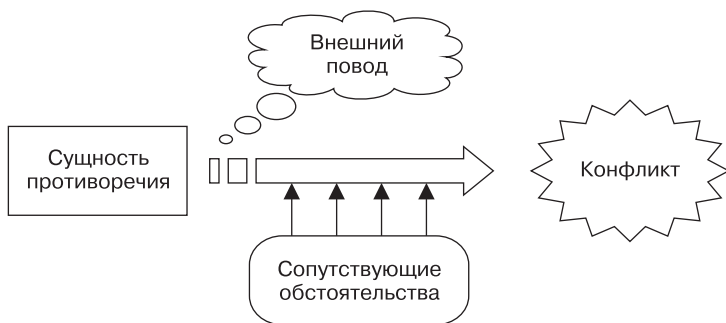 Внешний
повод
Сущность
противоречия
Конфликт
Сопутствующие
обстоятельства